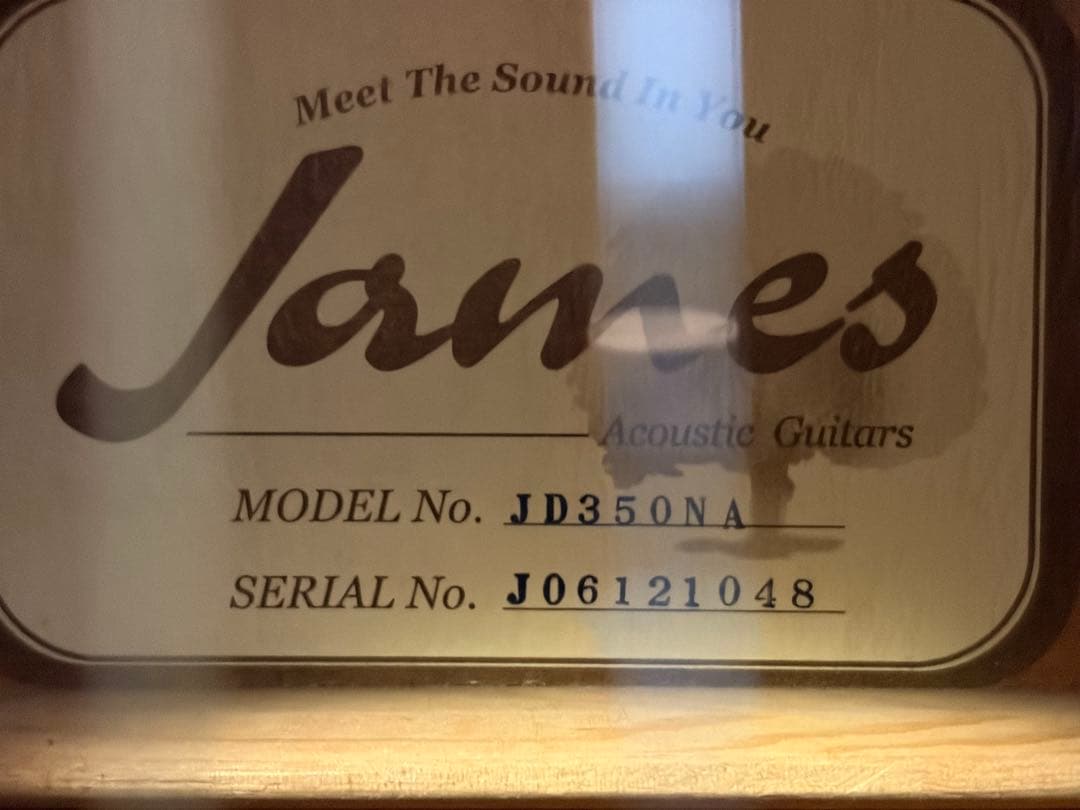 Meet The Sound In You
James
Acoustic Guitars
MODEL No. JD350NA
SERIAL No. J06121048